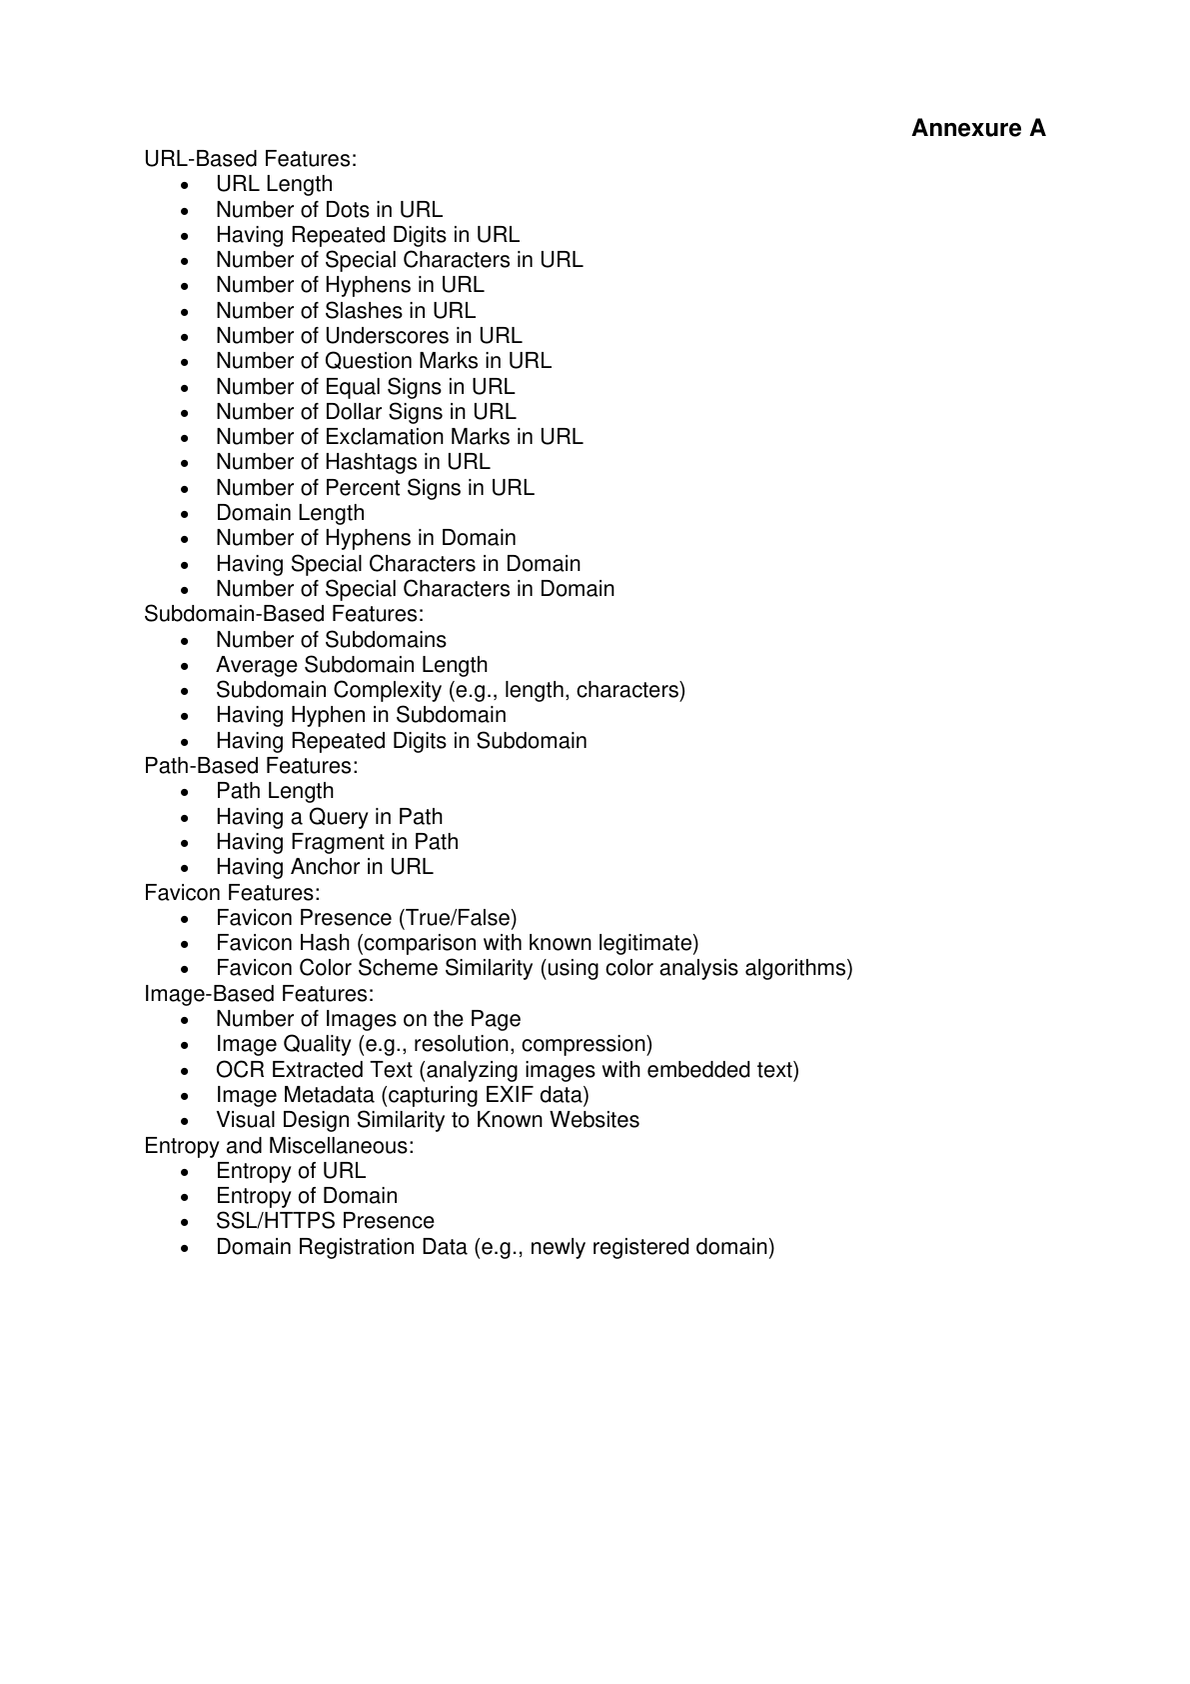 Annexure A
URL-Based Features:
• URL Length
• Number of Dots in URL
• Having Repeated Digits in URL
• Number of Special Characters in URL
• Number of Hyphens in URL
• Number of Slashes in URL
• Number of Underscores in URL
• Number of Question Marks in URL
• Number of Equal Signs in URL
• Number of Dollar Signs in URL
• Number of Exclamation Marks in URL
• Number of Hashtags in URL
• Number of Percent Signs in URL
• Domain Length
• Number of Hyphens in Domain
• Having Special Characters in Domain
• Number of Special Characters in Domain
Subdomain-Based Features:
• Number of Subdomains
• Average Subdomain Length
• Subdomain Complexity (e.g., length, characters)
• Having Hyphen in Subdomain
• Having Repeated Digits in Subdomain
Path-Based Features:
• Path Length
• Having a Query in Path
• Having Fragment in Path
• Having Anchor in URL
Favicon Features:
• Favicon Presence (True/False)
• Favicon Hash (comparison with known legitimate)
• Favicon Color Scheme Similarity (using color analysis algorithms)
Image-Based Features:
• Number of Images on the Page
• Image Quality (e.g., resolution, compression)
• OCR Extracted Text (analyzing images with embedded text)
• Image Metadata (capturing EXIF data)
• Visual Design Similarity to Known Websites
Entropy and Miscellaneous:
• Entropy of URL
• Entropy of Domain
• SSL/HTTPS Presence
• Domain Registration Data (e.g., newly registered domain)